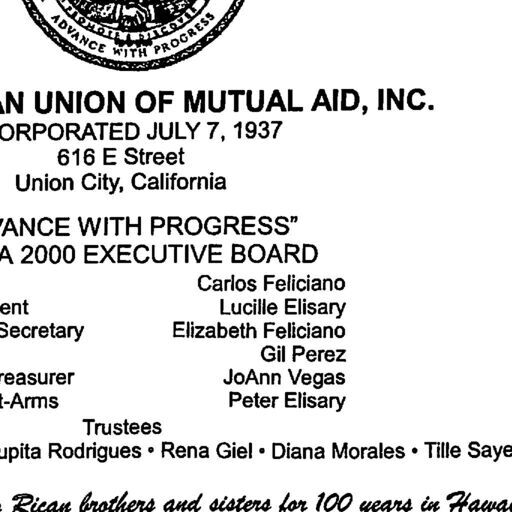 PROMOTE & DISCOVER
ADVANCE WITH PROGRESS
AN UNION OF MUTUAL AID, INC.
ORPORATED JULY 7, 1937
616 E Street
Union City, California
VANCE WITH PROGRESS”
A 2000 EXECUTIVE BOARD
Carlos Feliciano
ent Lucille Elisary
Secretary Elizabeth Feliciano
Gil Perez
reasurer JoAnn Vegas
t-Arms Peter Elisary
Trustees
upita Rodrigues • Rena Giel • Diana Morales • Tille Saye
Rican brothers and sisters for 100 years in Hawai